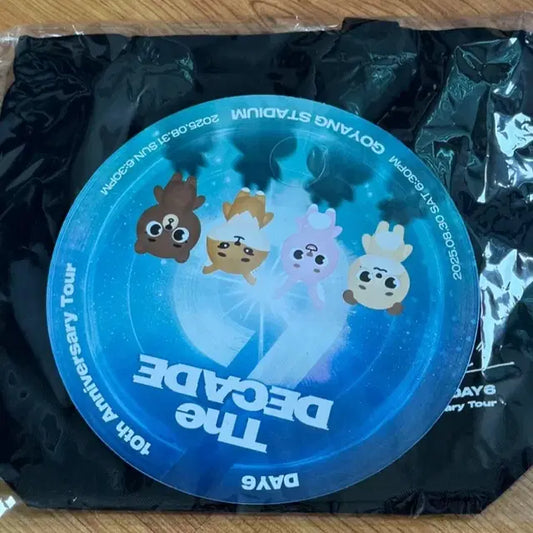 DAY6
The
DECADE
10th Anniversary Tour
2025.08.30 SAT 6:30PM
GOYANG STADIUM
2025.08.31 SUN 6:30PM
DAY6
ary Tour